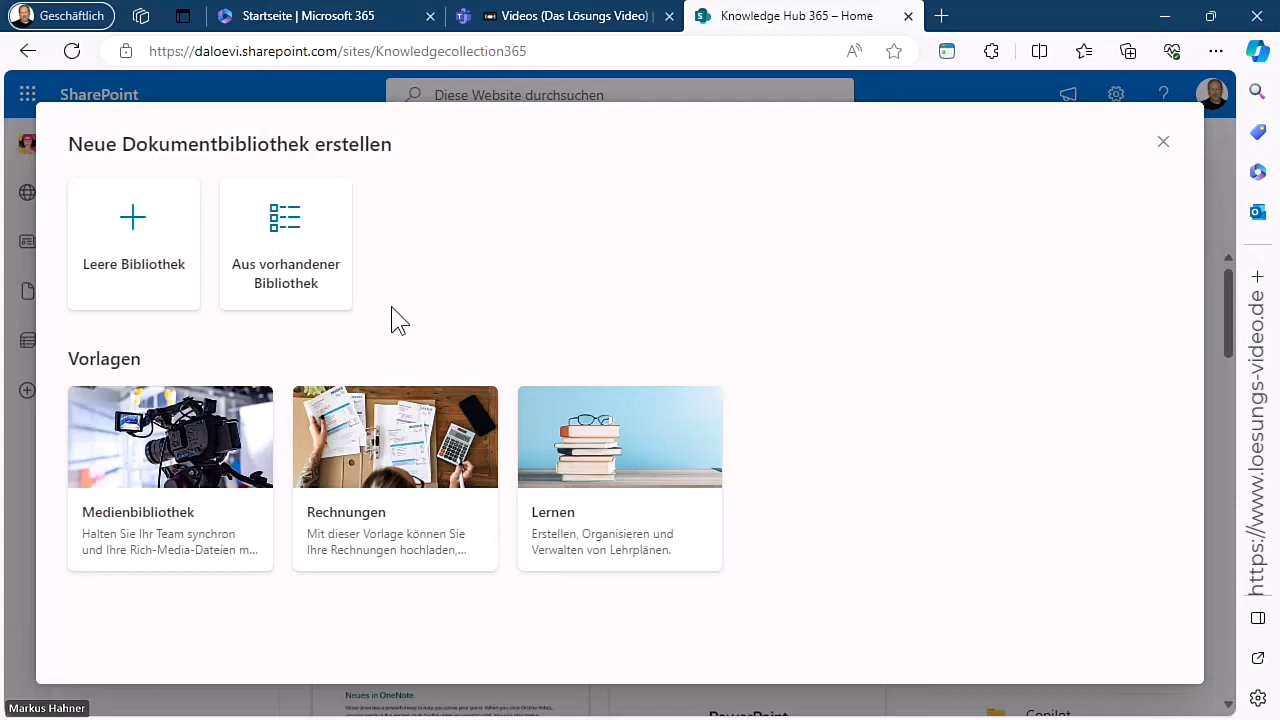 Geschäftlich
Startseite | Microsoft 365
Videos (Das Lösungs Video) |
Knowledge Hub 365 – Home
https://daloevi.sharepoint.com/sites/Knowledgecollection365
SharePoint
Diese Website durchsuchen
Neue Dokumentbibliothek erstellen
Leere Bibliothek
Aus vorhandener
Bibliothek
Vorlagen
Medienbibliothek
Halten Sie Ihr Team synchron
und Ihre Rich-Media-Dateien m...
Rechnungen
Mit dieser Vorlage können Sie
Ihre Rechnungen hochladen,...
Lernen
Erstellen, Organisieren und
Verwalten von Lehrplänen.
https://www.loesungs-video.de
Neues in OneNote
PowerPoint
Copilot
Markus Hahner